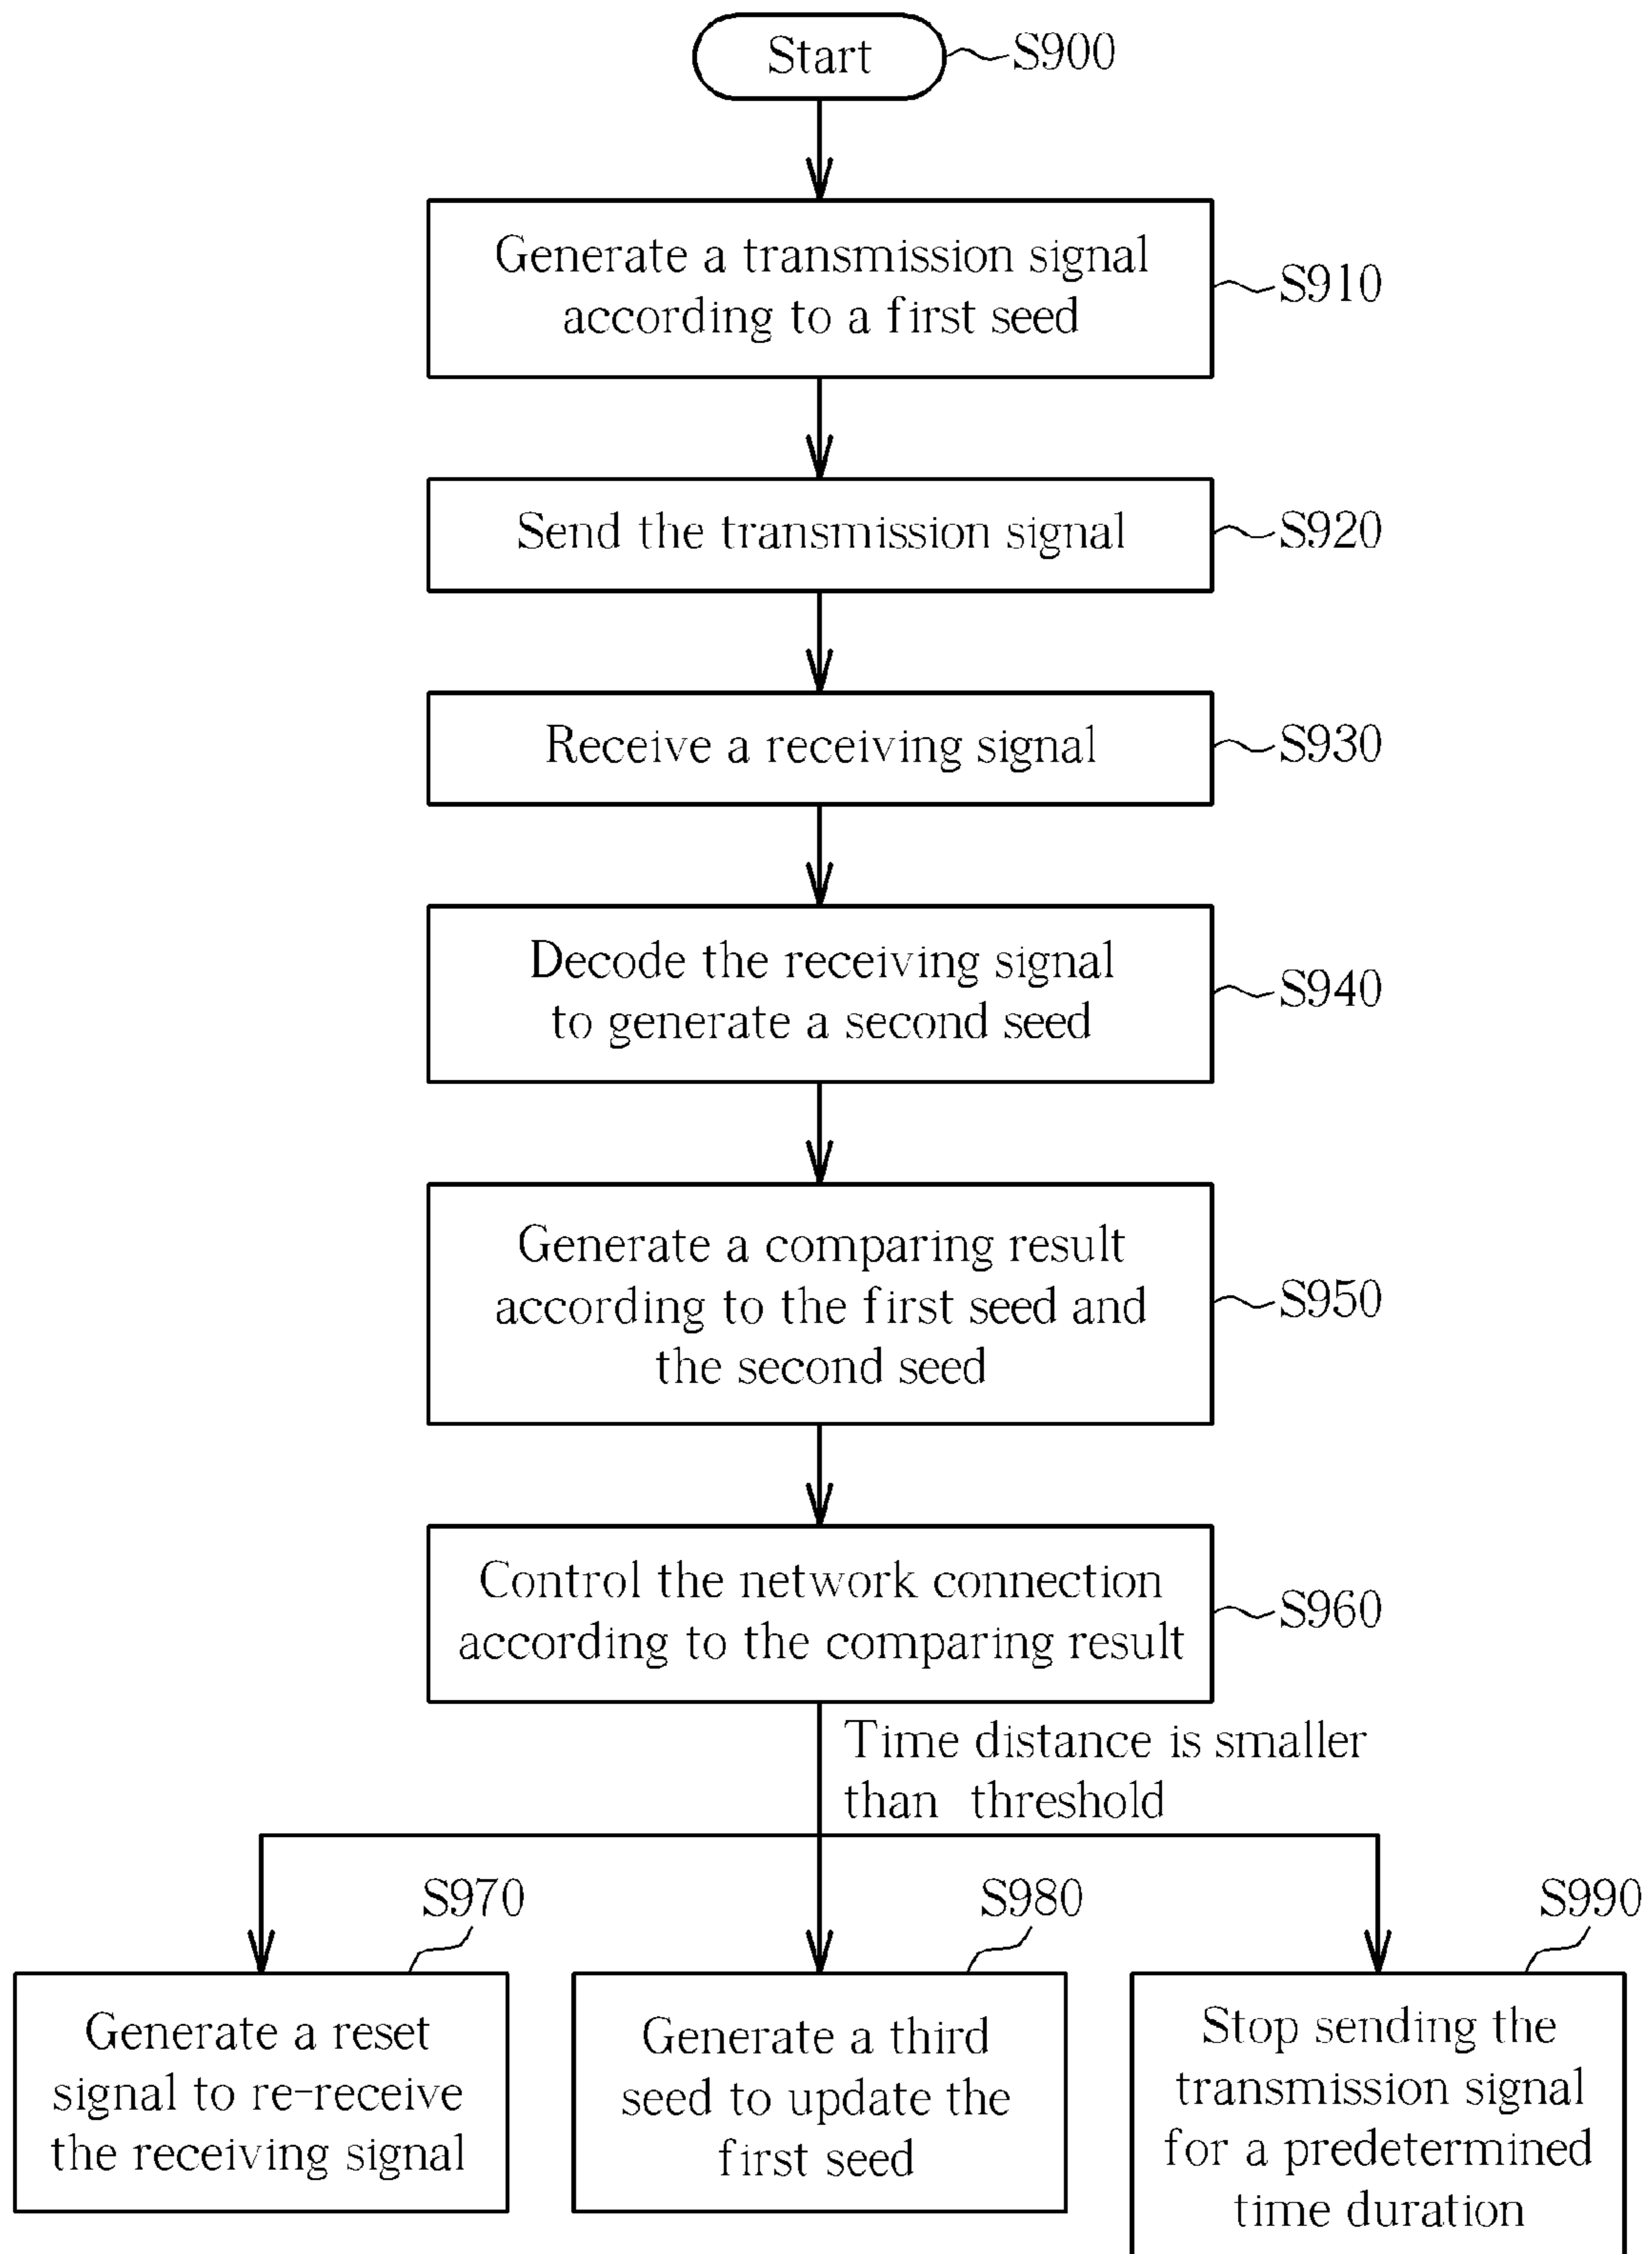 Start
S900
Generate a transmission signal
according to a first seed
S910
Send the transmission signal
S920
Receive a receiving signal
S930
Decode the receiving signal
to generate a second seed
S940
Generate a comparing result
according to the first seed and
the second seed
S950
Control the network connection
according to the comparing result
S960
Time distance is smaller
than threshold
S970
Generate a reset
signal to re-receive
the receiving signal
S980
Generate a third
seed to update the
first seed
S990
Stop sending the
transmission signal
for a predetermined
time duration